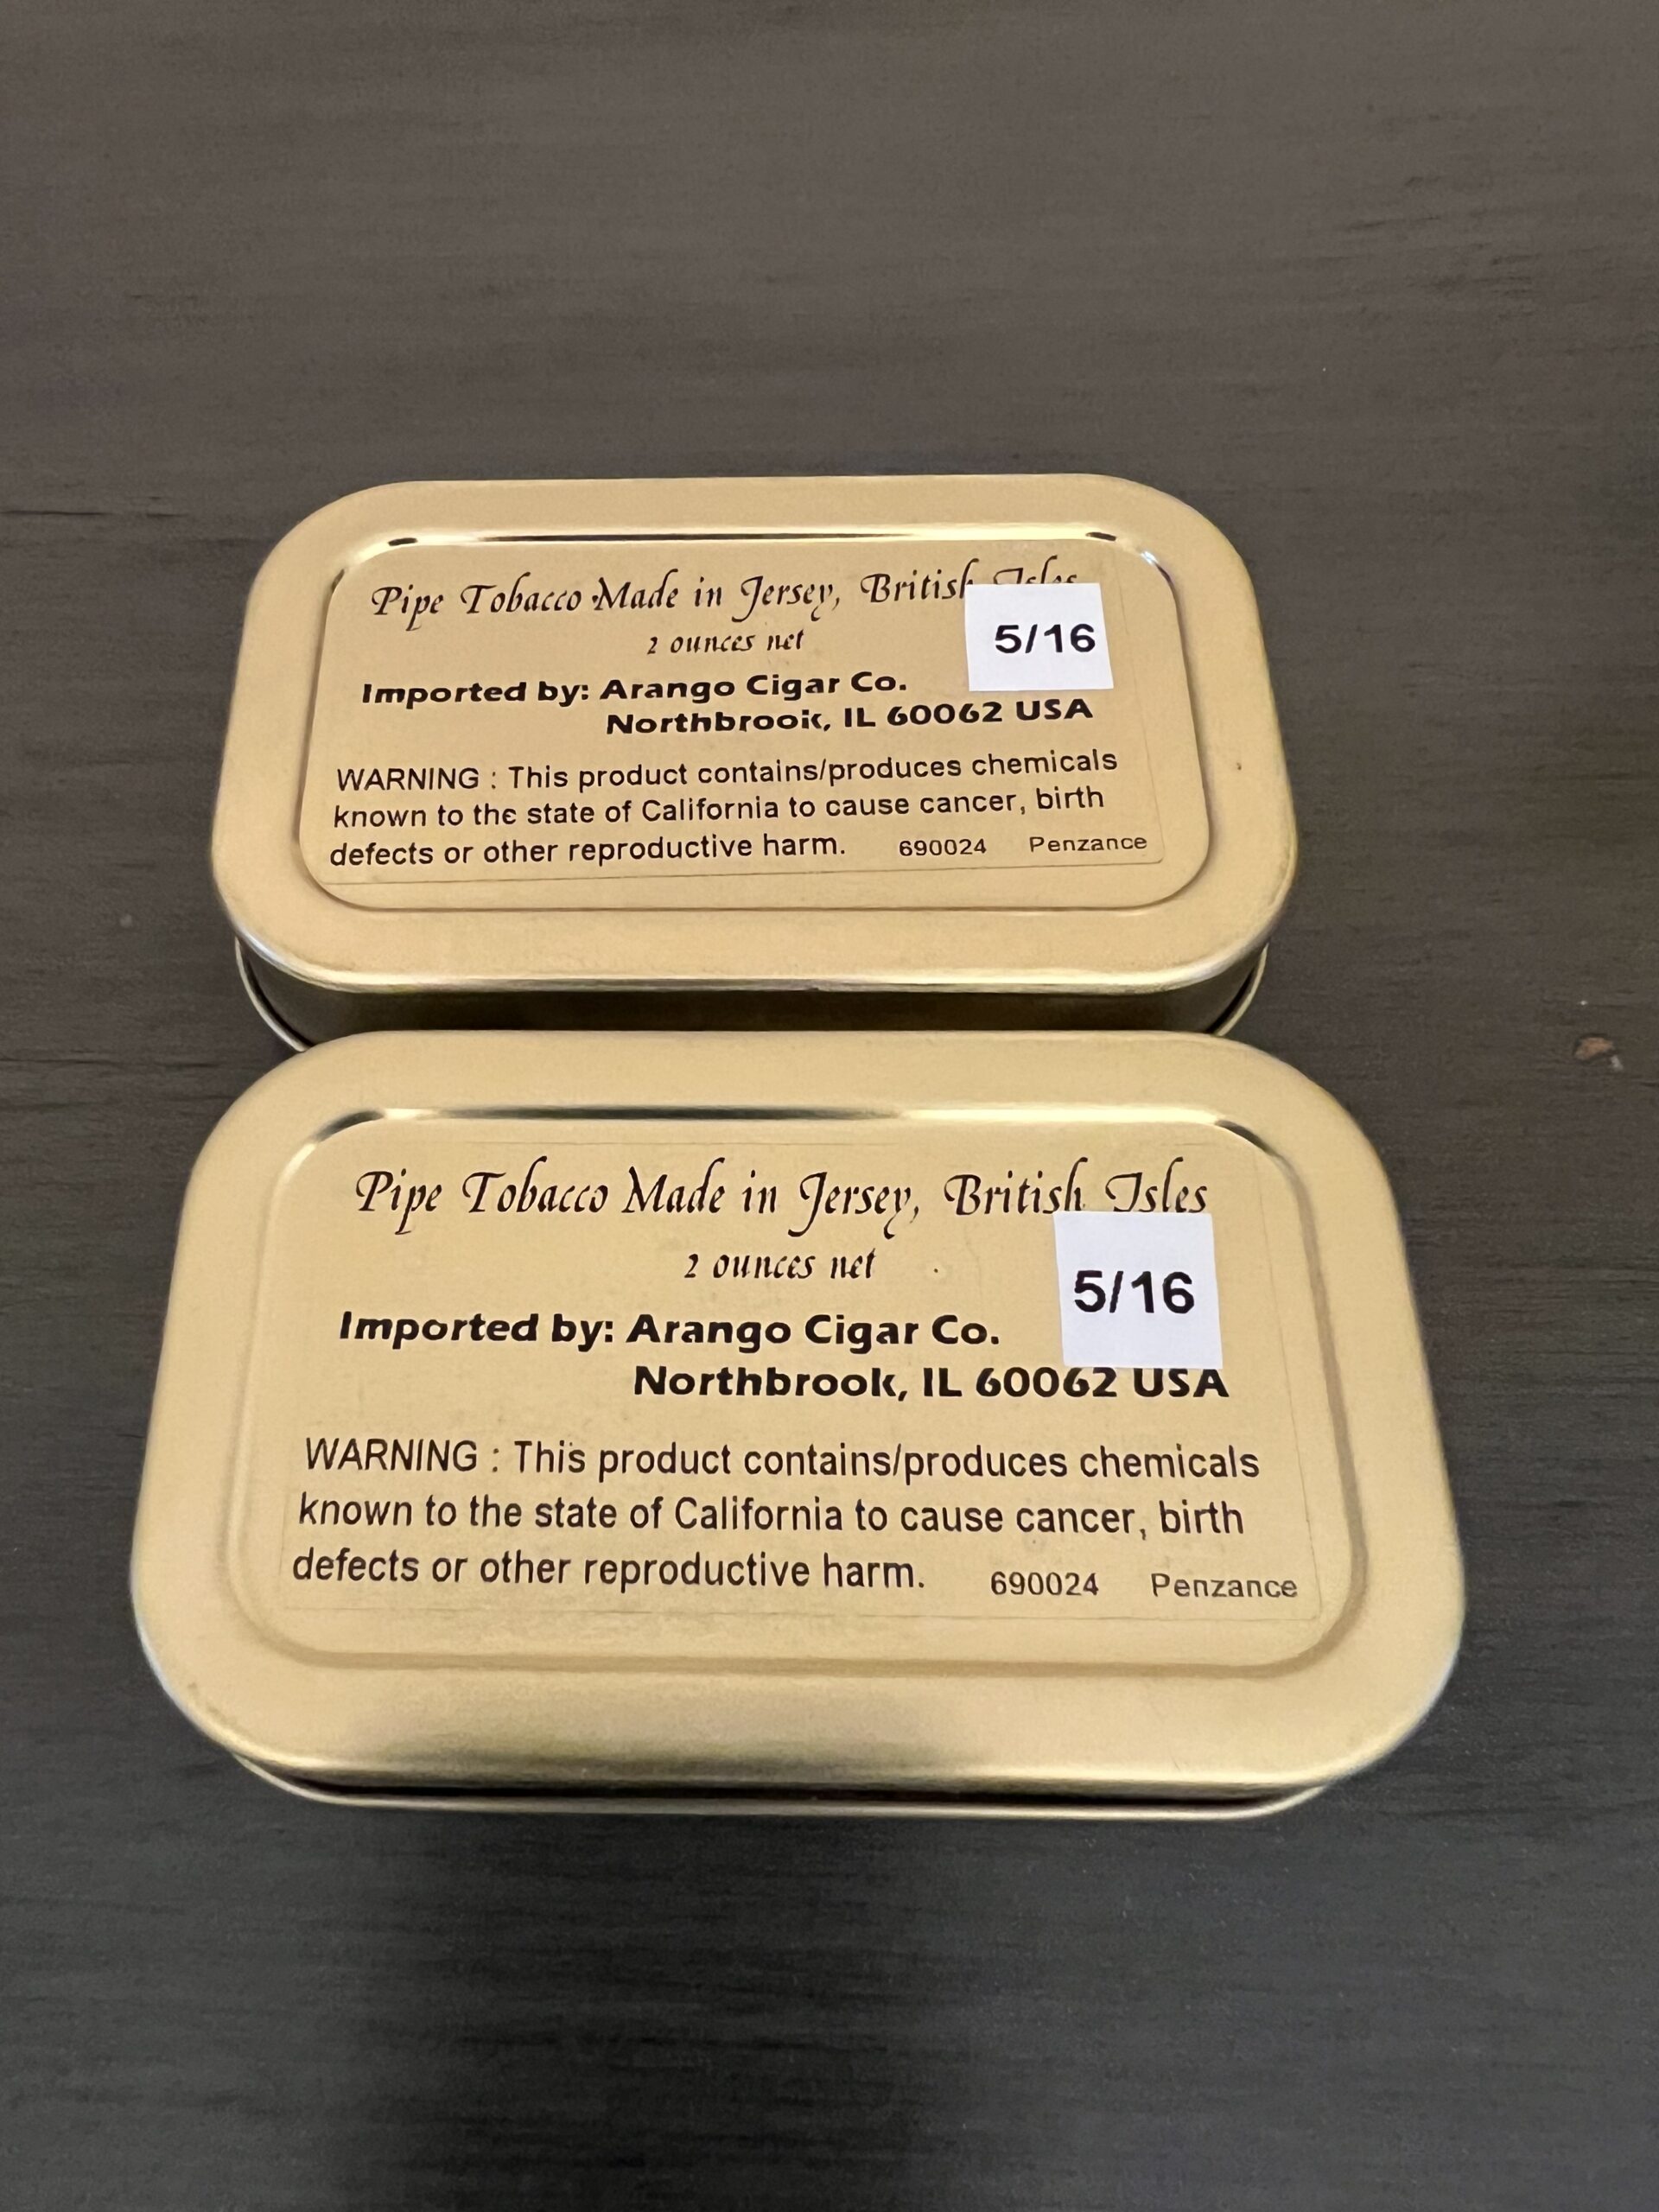 Pipe Tobacco Made in Jersey, British Isles
2 ounces net
5/16
Imported by: Arango Cigar Co.
Northbrook, IL 60062 USA
WARNING : This product contains/produces chemicals
known to the state of California to cause cancer, birth
defects or other reproductive harm. 690024 Penzance
Pipe Tobacco Made in Jersey, British Isles
2 ounces net
5/16
Imported by: Arango Cigar Co.
Northbrook, IL 60062 USA
WARNING : This product contains/produces chemicals
known to the state of California to cause cancer, birth
defects or other reproductive harm. 690024 Penzance